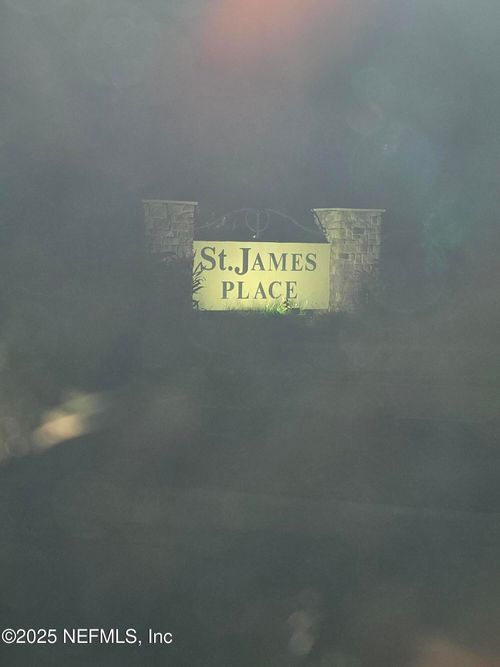 St. James
Place
©2025 NEFMLS, Inc